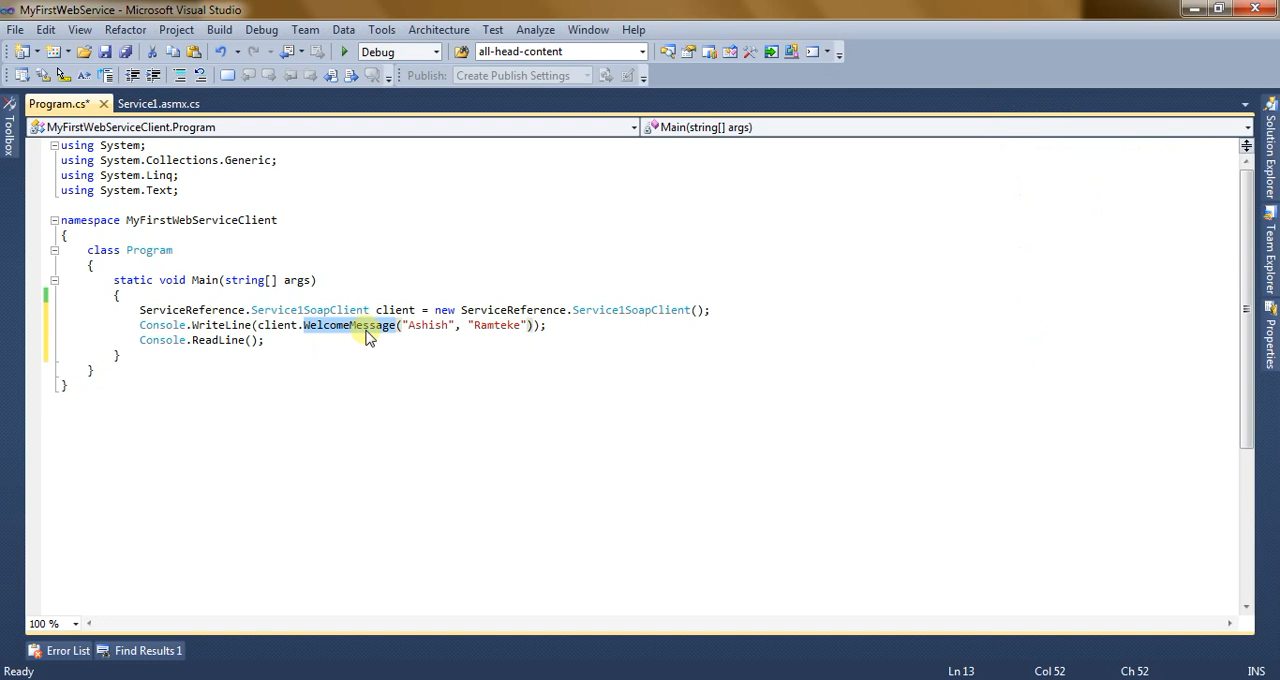 MyFirstWebService - Microsoft Visual Studio
File Edit View Refactor Project Build Debug Team Data Tools Architecture Test Analyze Window Help
Debug all-head-content
Publish: Create Publish Settings
Program.cs* Service1.asmx.cs
MyFirstWebServiceClient.Program Main(string[] args)
using System;
using System.Collections.Generic;
using System.Linq;
using System.Text;
namespace MyFirstWebServiceClient
{
class Program
{
static void Main(string[] args)
{
ServiceReference.Service1SoapClient client = new ServiceReference.Service1SoapClient();
Console.WriteLine(client.WelcomeMessage("Ashish", "Ramteke"));
Console.ReadLine();
}
}
}
Toolbox
Solution Explorer
Team Explorer
Properties
100 %
Error List Find Results 1
Ready Ln 13 Col 52 Ch 52 INS